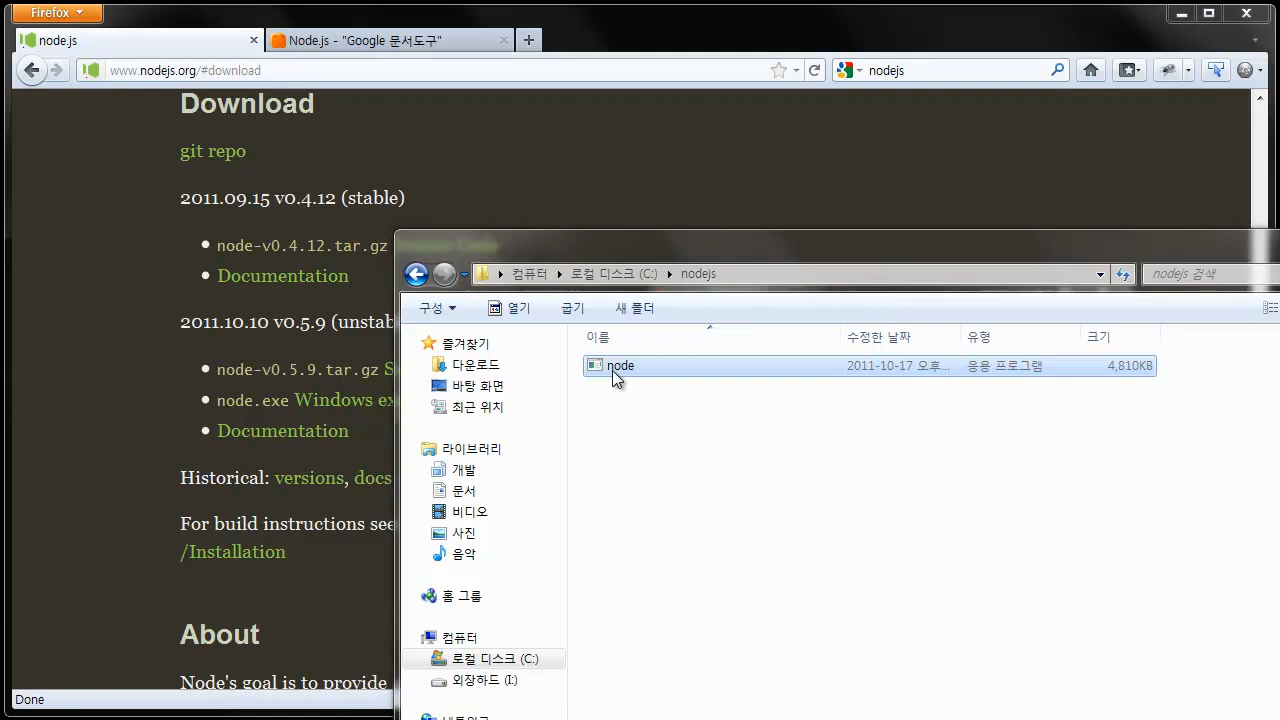 Firefox
node.js
Node.js - "Google 문서도구"
www.nodejs.org/#download
nodejs
Download
git repo
2011.09.15 v0.4.12 (stable)
node-v0.4.12.tar.gz
Documentation
2011.10.10 v0.5.9 (unstab
node-v0.5.9.tar.gz S
node.exe Windows ex
Documentation
Historical: versions, docs
For build instructions see
/Installation
About
Node's goal is to provide
Done
컴퓨터 로컬 디스크 (C:) nodejs
nodejs 검색
구성 열기 굽기 새 폴더
이름 수정한 날짜 유형 크기
node 2011-10-17 오후... 응용 프로그램 4,810KB
즐겨찾기
다운로드
바탕 화면
최근 위치
라이브러리
개발
문서
비디오
사진
음악
홈 그룹
컴퓨터
로컬 디스크 (C:)
외장하드 (I:)